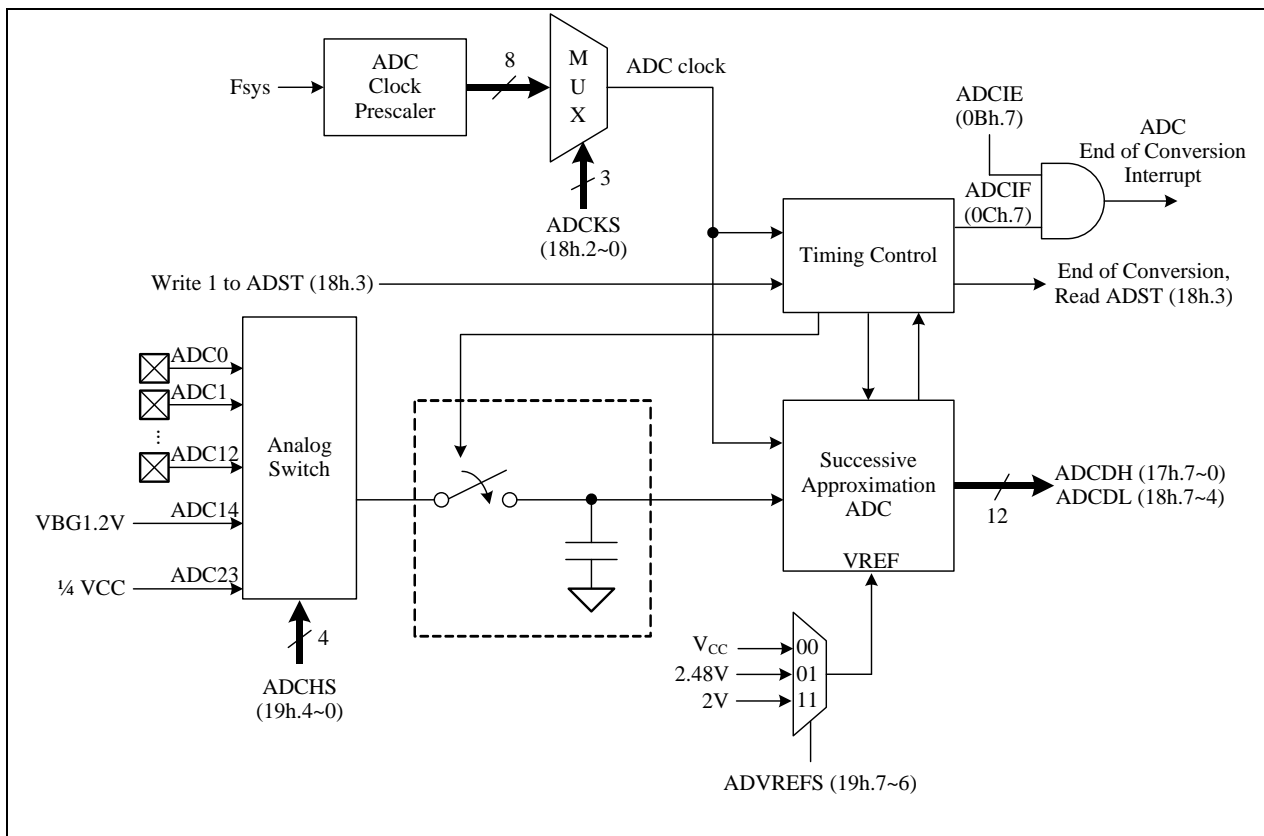 Fsys
ADC
Clock
Prescaler
8
M
U
X
ADC clock
3
ADCKS
(18h.2~0)
ADCIE
(0Bh.7)
ADCIF
(0Ch.7)
ADC
End of Conversion
Interrupt
Timing Control
Write 1 to ADST (18h.3)
End of Conversion,
Read ADST (18h.3)
ADC0
ADC1
...
ADC12
VBG1.2V
ADC14
¼ VCC
ADC23
Analog
Switch
4
ADCHS
(19h.4~0)
Successive
Approximation
ADC
VREF
12
ADCDH (17h.7~0)
ADCDL (18h.7~4)
VCC
00
2.48V
01
2V
11
ADVREFS (19h.7~6)